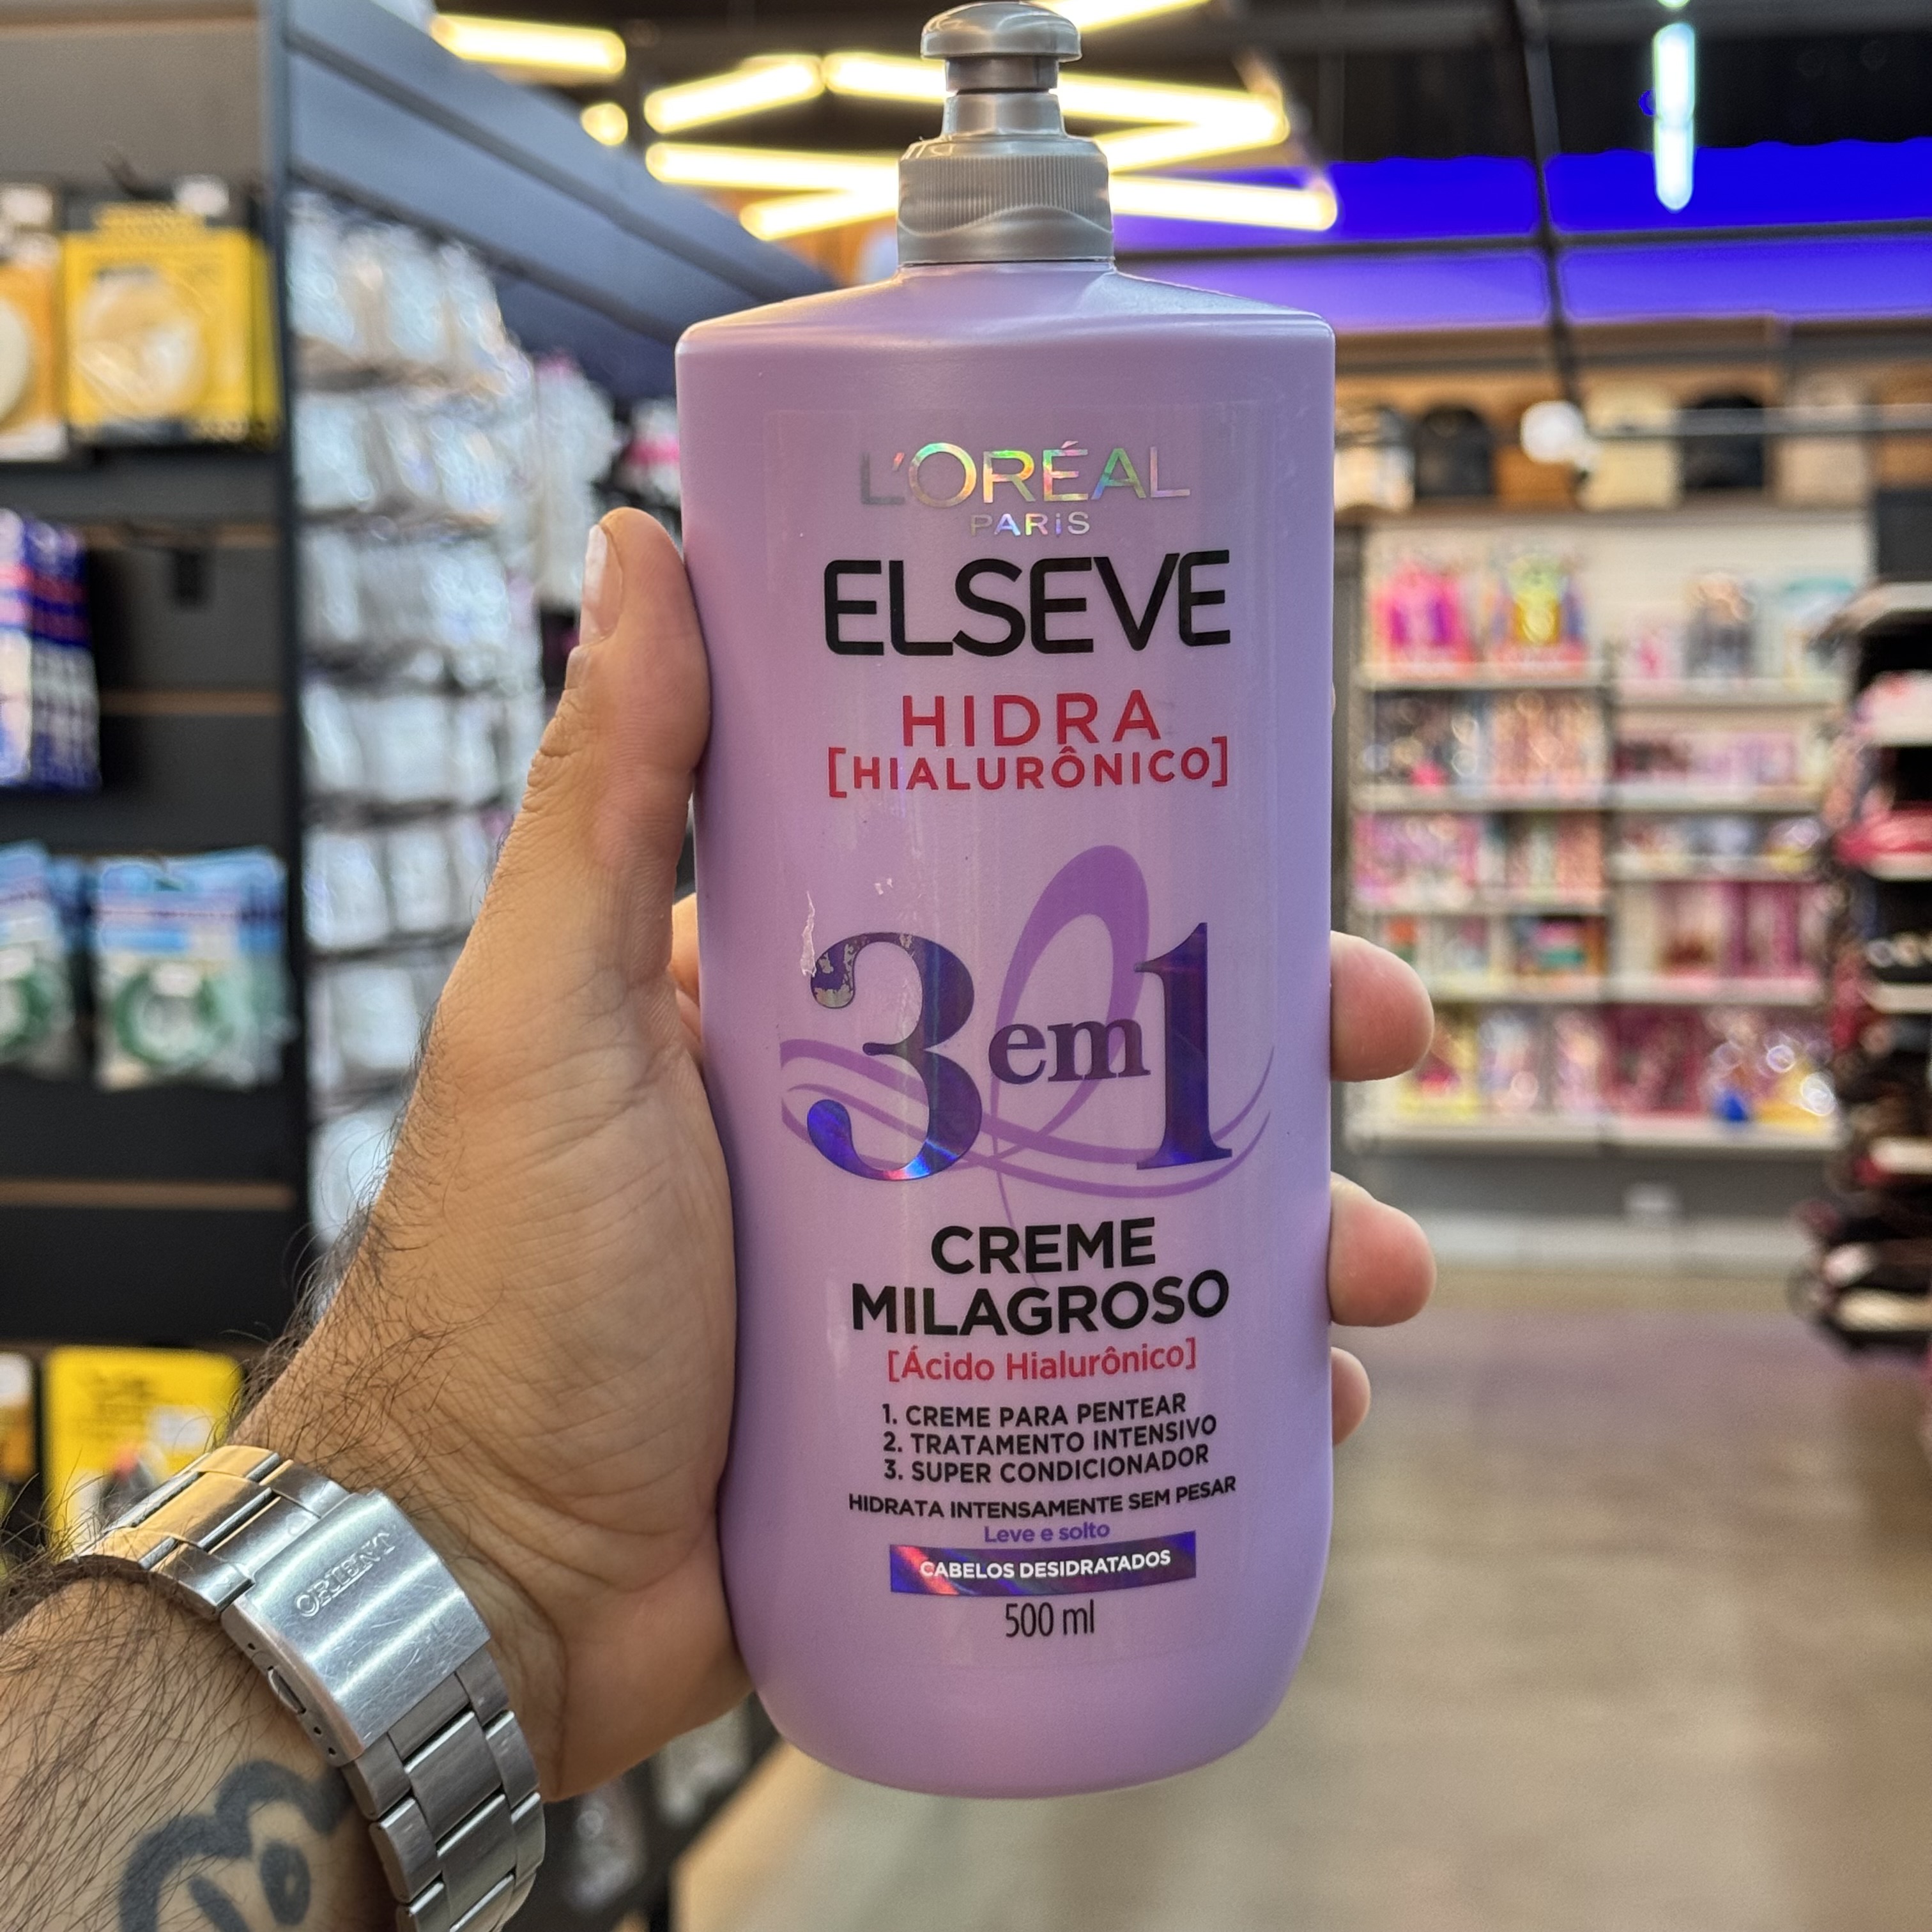 L'ORÉAL
PARiS
ELSEVE
HIDRA
[HIALURÔNICO]
3 em 1
CREME
MILAGROSO
[Ácido Hialurônico]
1. CREME PARA PENTEAR
2. TRATAMENTO INTENSIVO
3. SUPER CONDICIONADOR
HIDRATA INTENSAMENTE SEM PESAR
Leve e solto
CABELOS DESIDRATADOS
500 ml
ORIENT